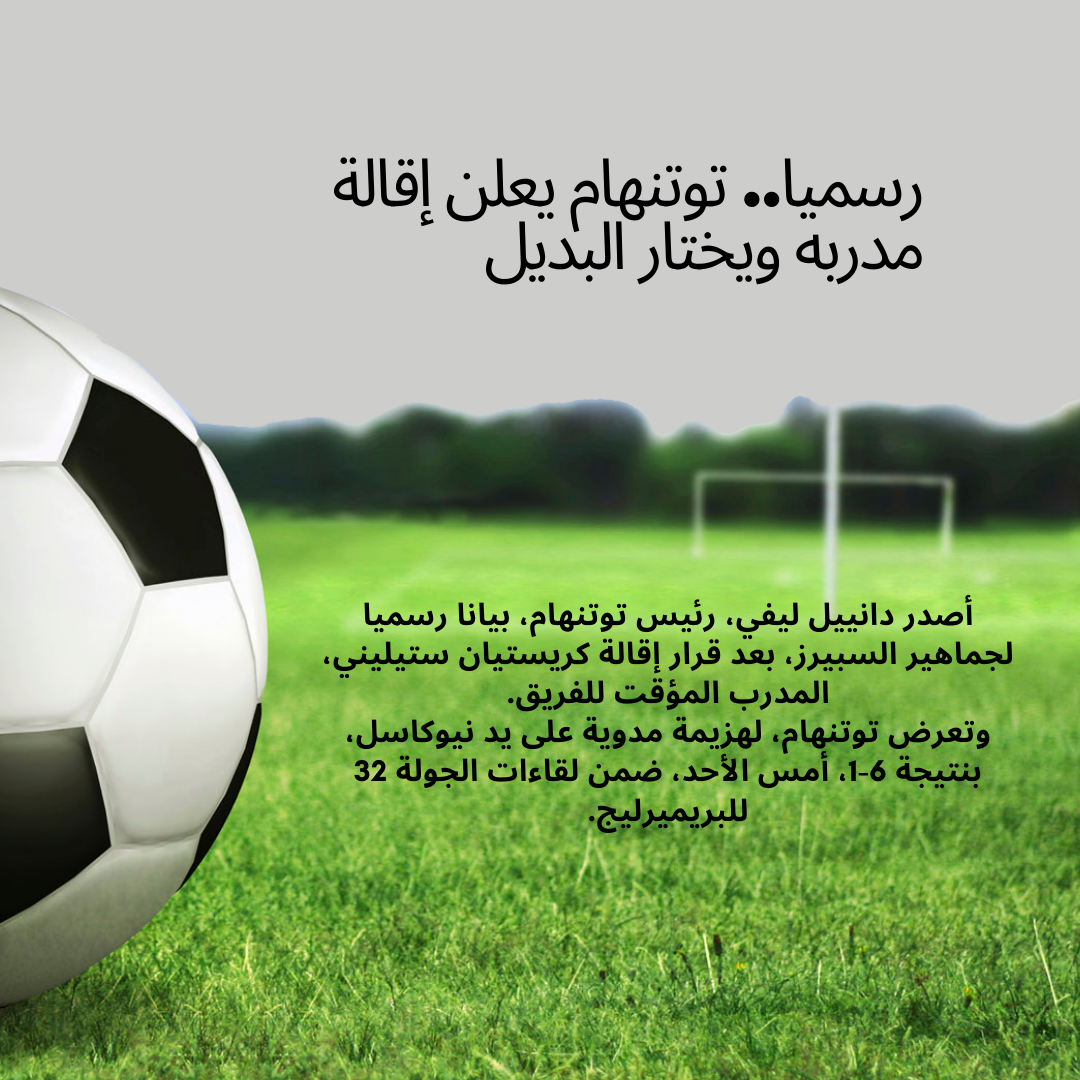 رسميا.. توتنهام يعلن إقالة
مدربه ويختار البديل
أصدر دانييل ليفي، رئيس توتنهام، بيانا رسميا
لجماهير السبيرز، بعد قرار إقالة كريستيان ستيليني،
المدرب المؤقت للفريق.
وتعرض توتنهام، لهزيمة مدوية على يد نيوكاسل،
بنتيجة 6-1، أمس الأحد، ضمن لقاءات الجولة 32
للبريميرليج.